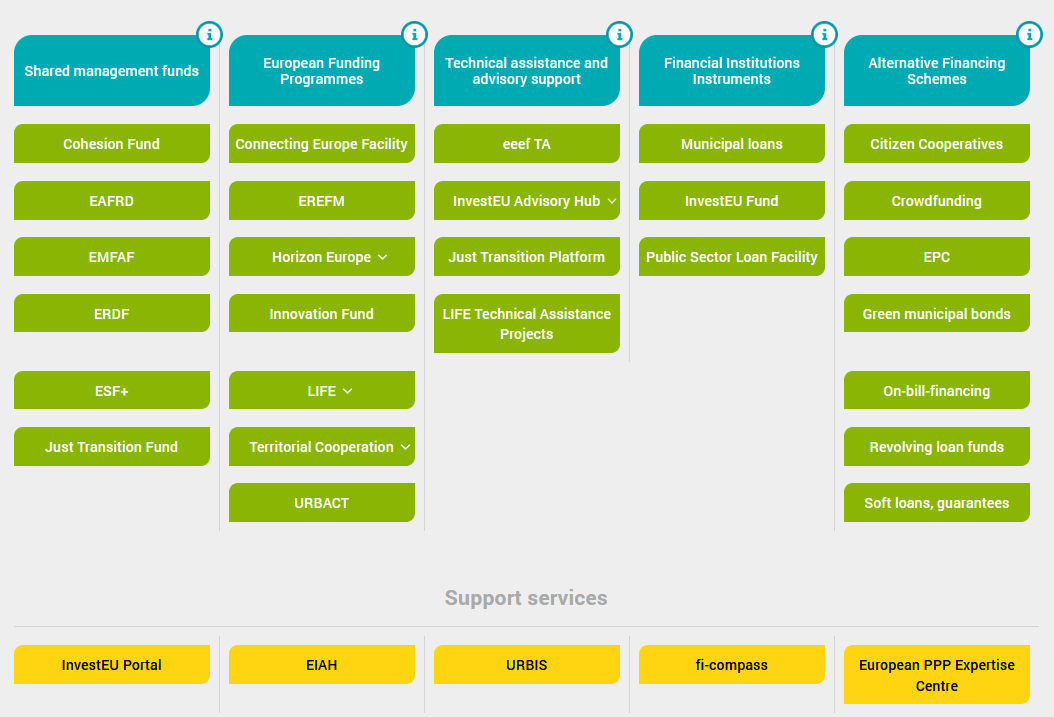 Shared management funds
European Funding
Programmes
Technical assistance and
advisory support
Financial Institutions
Instruments
Alternative Financing
Schemes
Cohesion Fund
Connecting Europe Facility
eeef TA
Municipal loans
Citizen Cooperatives
EAFRD
EREFM
InvestEU Advisory Hub
InvestEU Fund
Crowdfunding
EMFAF
Horizon Europe
Just Transition Platform
Public Sector Loan Facility
EPC
ERDF
Innovation Fund
LIFE Technical Assistance
Projects
Green municipal bonds
ESF+
LIFE
On-bill-financing
Just Transition Fund
Territorial Cooperation
Revolving loan funds
URBACT
Soft loans, guarantees
Support services
InvestEU Portal
EIAH
URBIS
fi-compass
European PPP Expertise
Centre